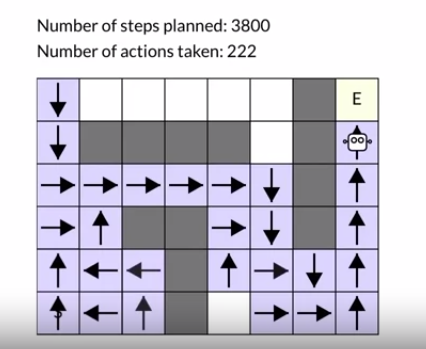 Number of steps planned: 3800
Number of actions taken: 222
E
S